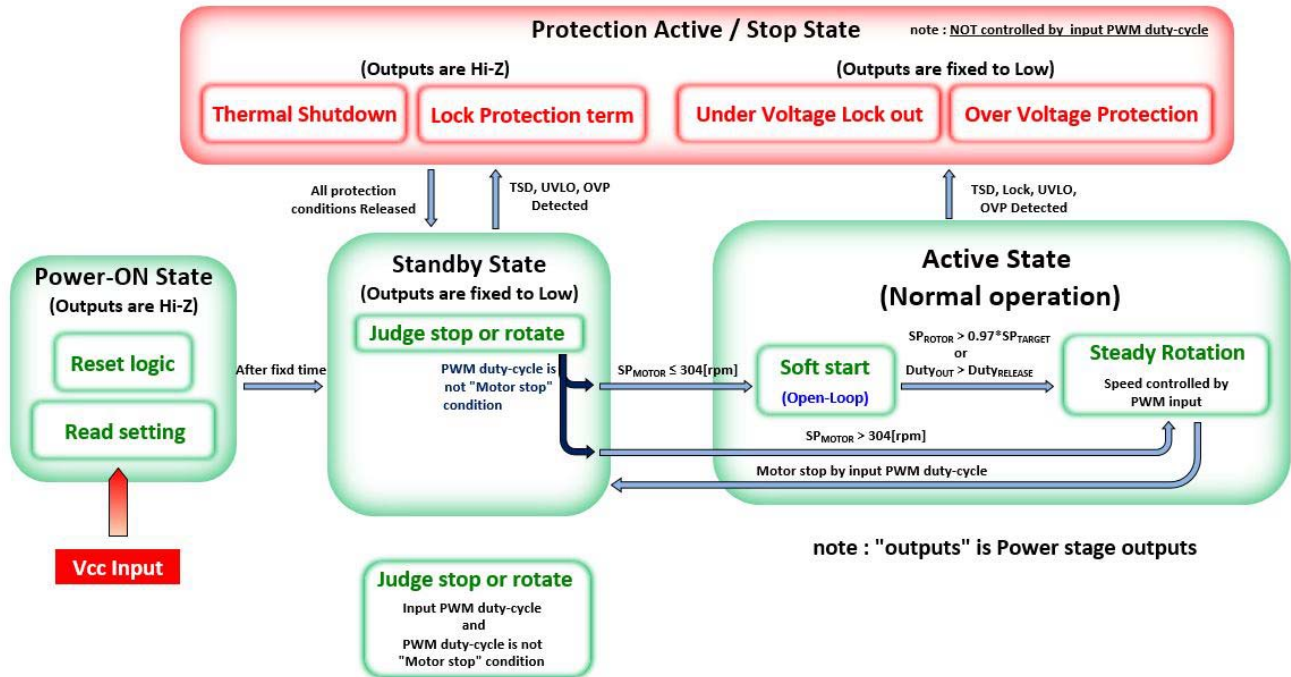 Protection Active / Stop State
note : NOT controlled by input PWM duty-cycle
(Outputs are Hi-Z)
(Outputs are fixed to Low)
Thermal Shutdown
Lock Protection term
Under Voltage Lock out
Over Voltage Protection
All protection
conditions Released
TSD, UVLO, OVP
Detected
TSD, Lock, UVLO,
OVP Detected
Power-ON State
(Outputs are Hi-Z)
Reset logic
Read setting
Vcc Input
After fixd time
Standby State
(Outputs are fixed to Low)
Judge stop or rotate
PWM duty-cycle is
not "Motor stop"
condition
SPMOTOR ≤ 304[rpm]
Active State
(Normal operation)
Soft start
(Open-Loop)
SPROTOR > 0.97*SPTARGET
or
DutyOUT > DutyRELEASE
Steady Rotation
Speed controlled by
PWM input
SPMOTOR > 304[rpm]
Motor stop by input PWM duty-cycle
note : "outputs" is Power stage outputs
Judge stop or rotate
Input PWM duty-cycle
and
PWM duty-cycle is not
"Motor stop" condition